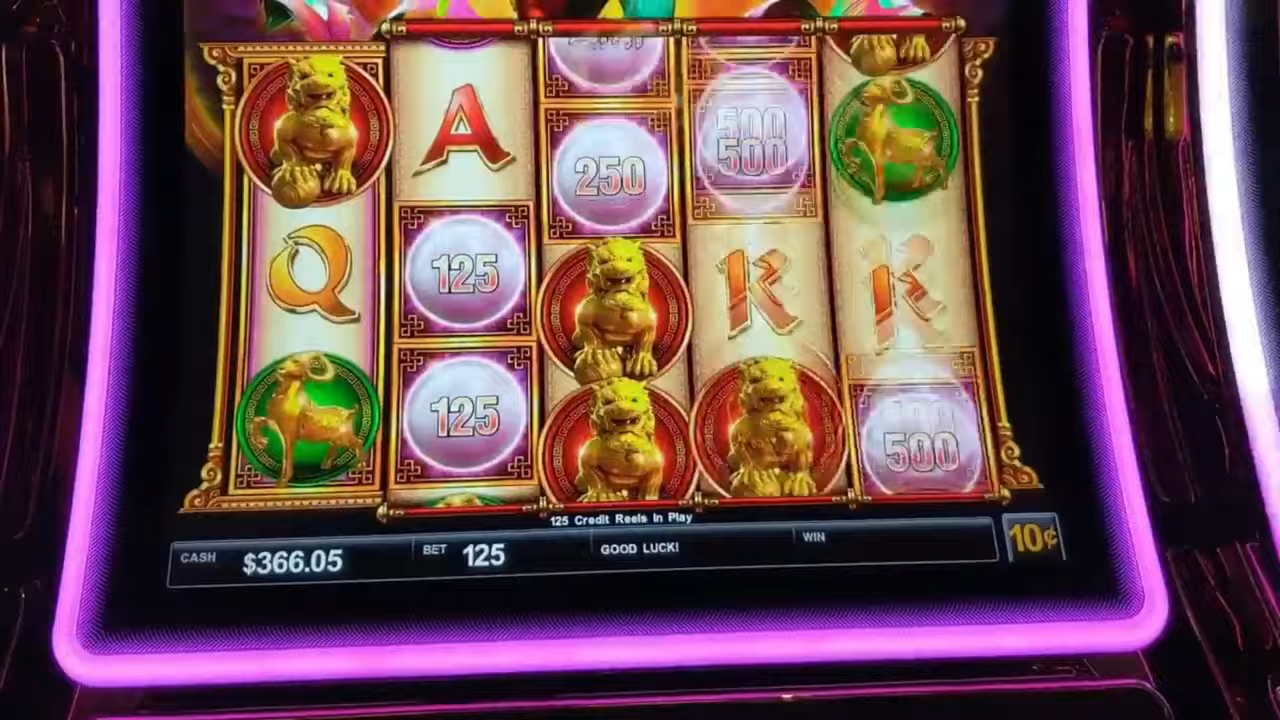 A
250
500
500
125
Q
K
K
125
500
125 Credit Reels In Play
CASH $366.05
BET 125
GOOD LUCK!
WIN
10¢